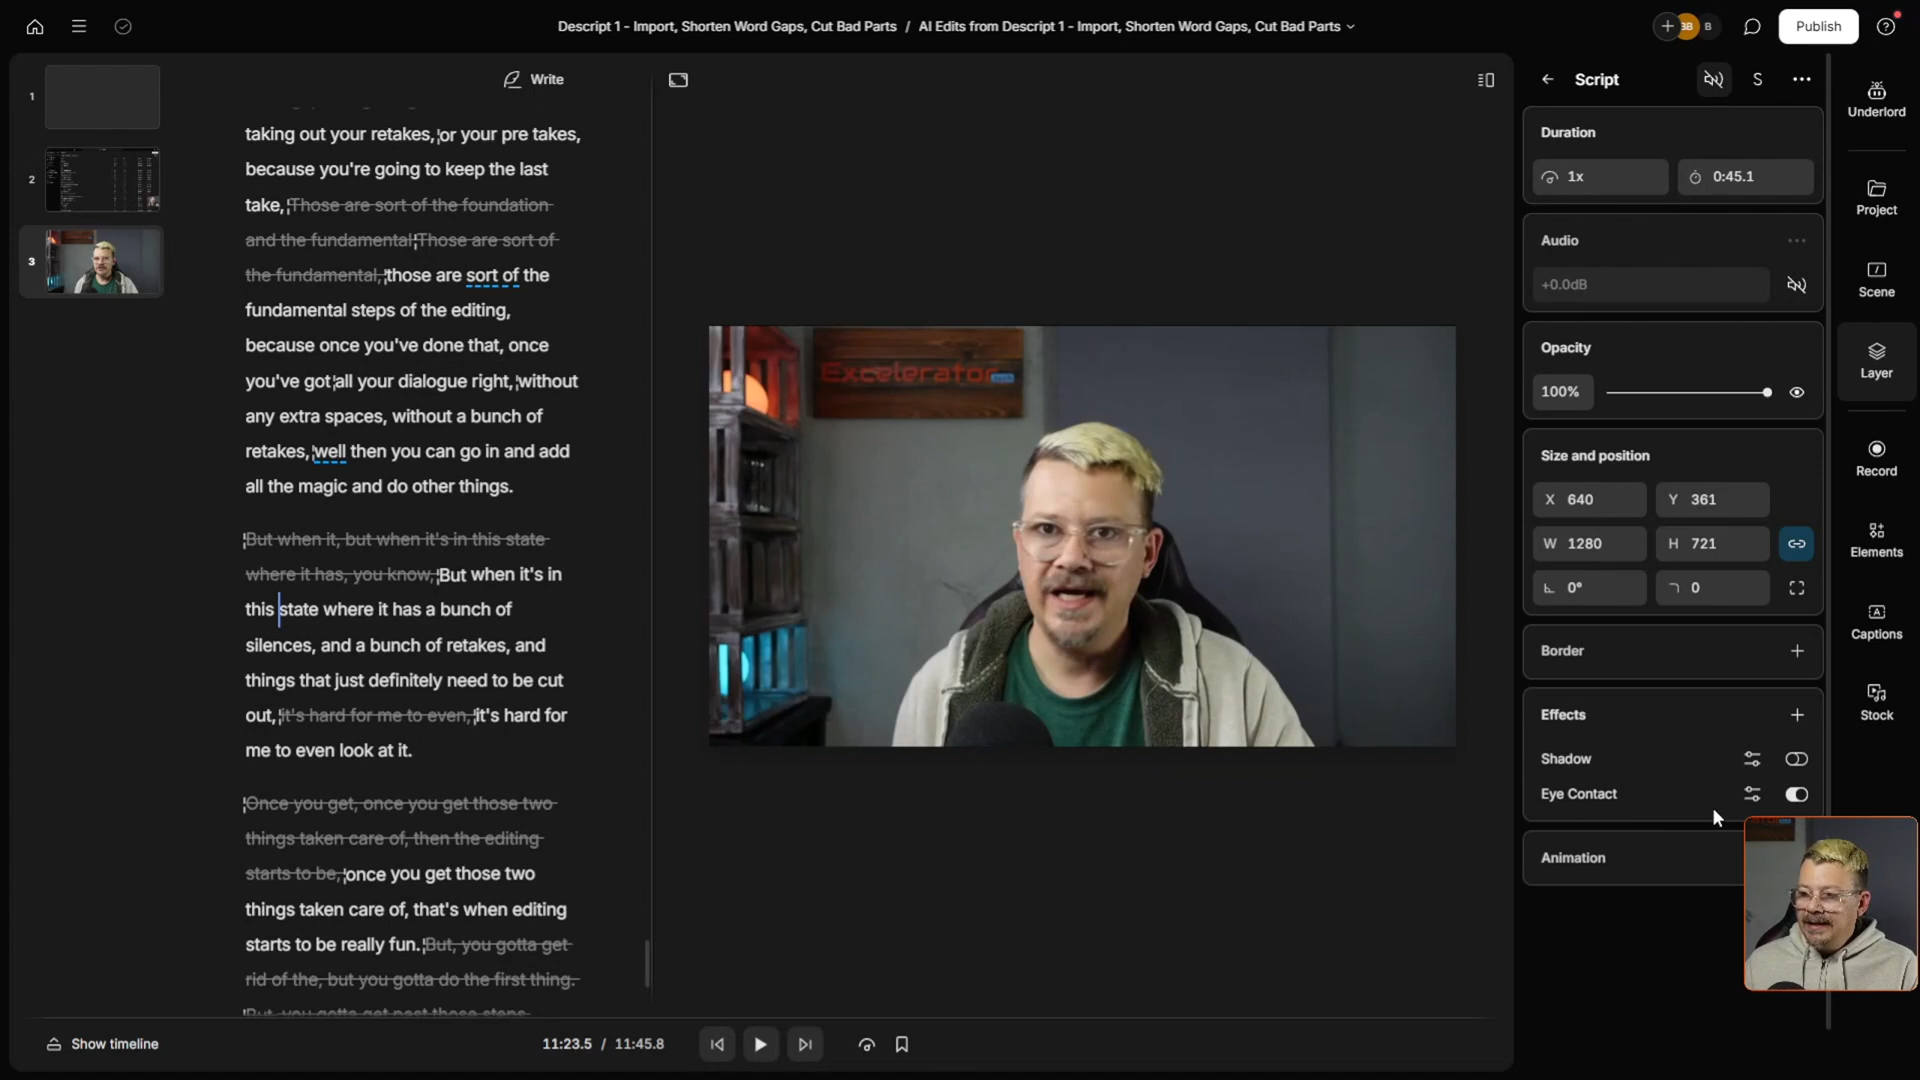 Descript 1 - Import, Shorten Word Gaps, Cut Bad Parts / AI Edits from Descript 1 - Import, Shorten Word Gaps, Cut Bad Parts
BB
B
Publish
1
2
3
Write
taking out your retakes, or your pre takes,
because you're going to keep the last
take, Those are sort of the foundation
and the fundamental Those are sort of
the fundamental, those are sort of the
fundamental steps of the editing,
because once you've done that, once
you've got all your dialogue right, without
any extra spaces, without a bunch of
retakes, well then you can go in and add
all the magic and do other things.
But when it, but when it's in this state
where it has, you know, But when it's in
this state where it has a bunch of
silences, and a bunch of retakes, and
things that just definitely need to be cut
out, it's hard for me to even, it's hard for
me to even look at it.
Once you get, once you get those two
things taken care of, then the editing
starts to be, once you get those two
things taken care of, that's when editing
starts to be really fun. But, you gotta get
rid of the, but you gotta do the first thing.
But, you gotta get past those steps
Excelerator
Script
S
Duration
1x
0:45.1
Audio
+0.0dB
Opacity
100%
Size and position
X 640
Y 361
W 1280
H 721
0°
0
Border
Effects
Shadow
Eye Contact
Animation
Underlord
Project
Scene
Layer
Record
Elements
Captions
Stock
Show timeline
11:23.5 / 11:45.8